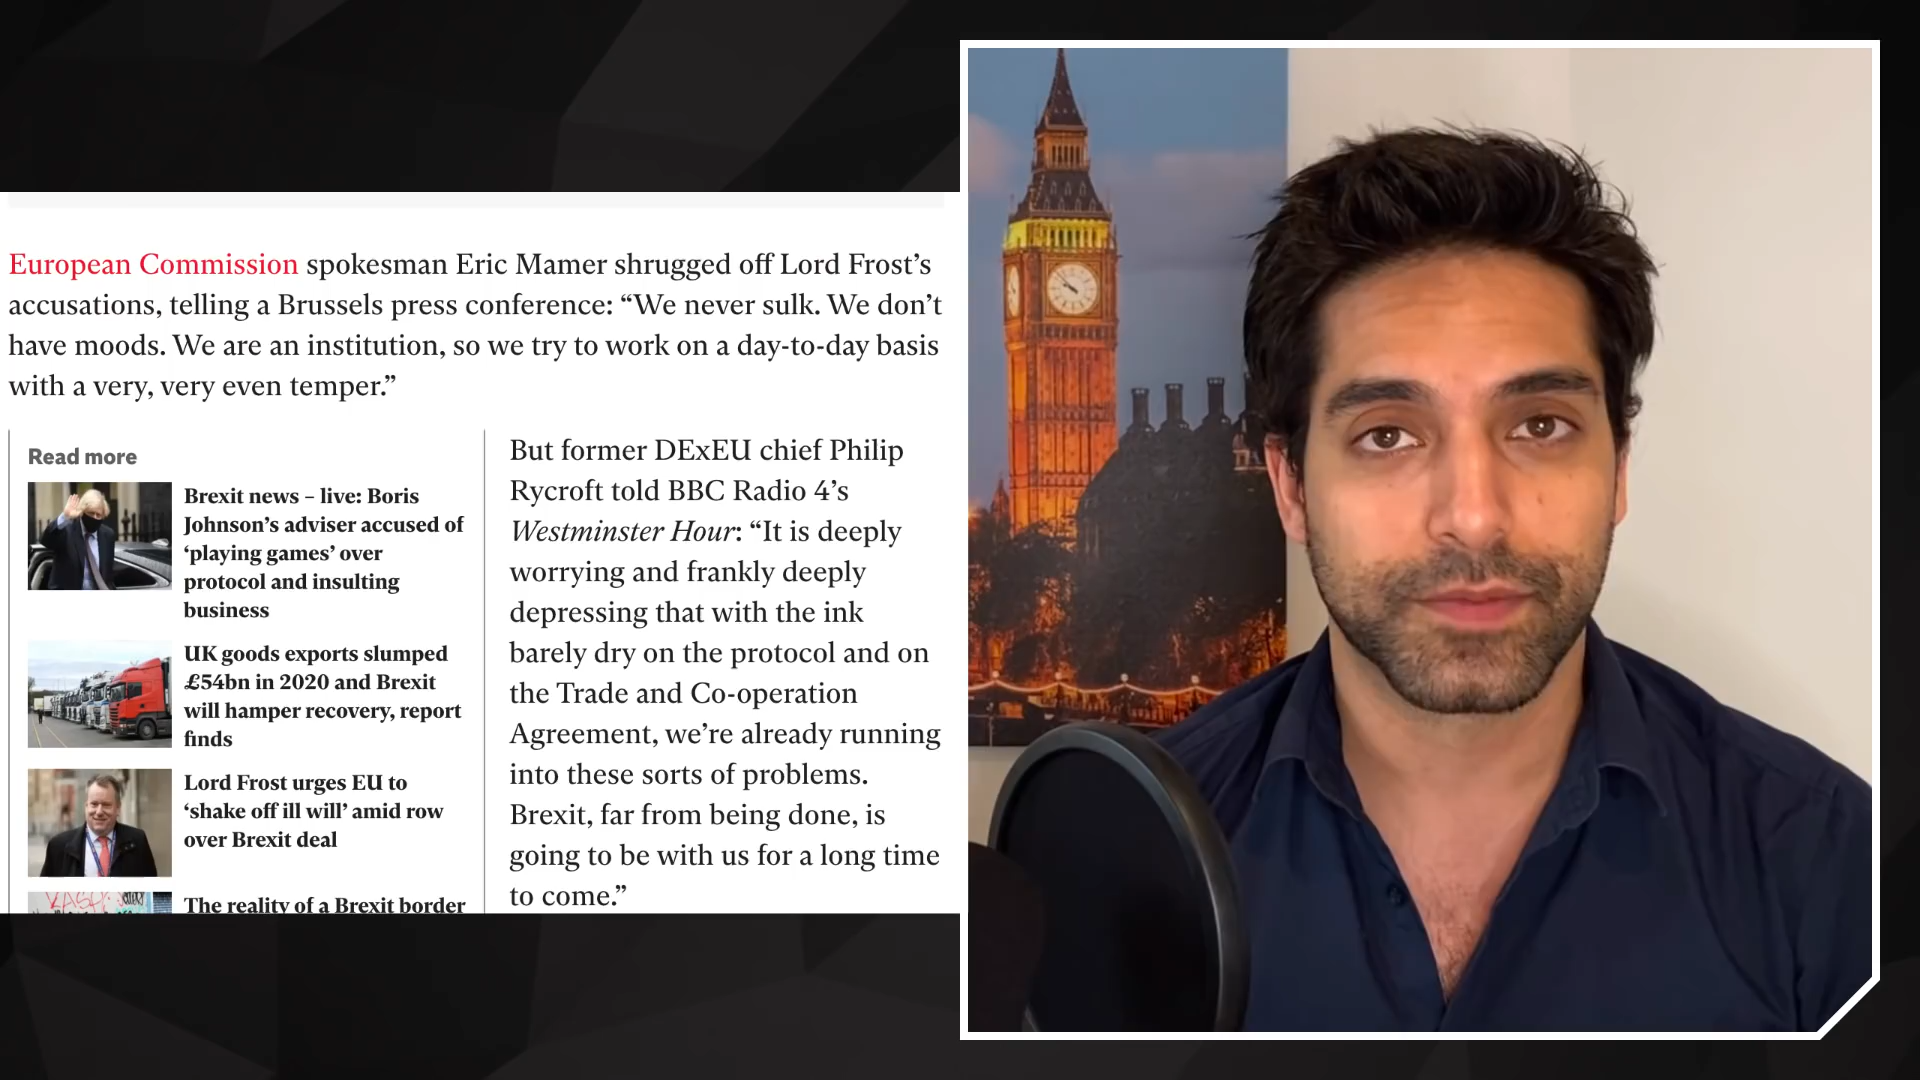 European Commission spokesman Eric Mamer shrugged off Lord Frost’s
accusations, telling a Brussels press conference: “We never sulk. We don’t
have moods. We are an institution, so we try to work on a day-to-day basis
with a very, very even temper.”
Read more
Brexit news – live: Boris
Johnson’s adviser accused of
‘playing games’ over
protocol and insulting
business
UK goods exports slumped
£54bn in 2020 and Brexit
will hamper recovery, report
finds
Lord Frost urges EU to
‘shake off ill will’ amid row
over Brexit deal
The reality of a Brexit border
But former DExEU chief Philip
Rycroft told BBC Radio 4’s
Westminster Hour: “It is deeply
worrying and frankly deeply
depressing that with the ink
barely dry on the protocol and on
the Trade and Co-operation
Agreement, we’re already running
into these sorts of problems.
Brexit, far from being done, is
going to be with us for a long time
to come.”